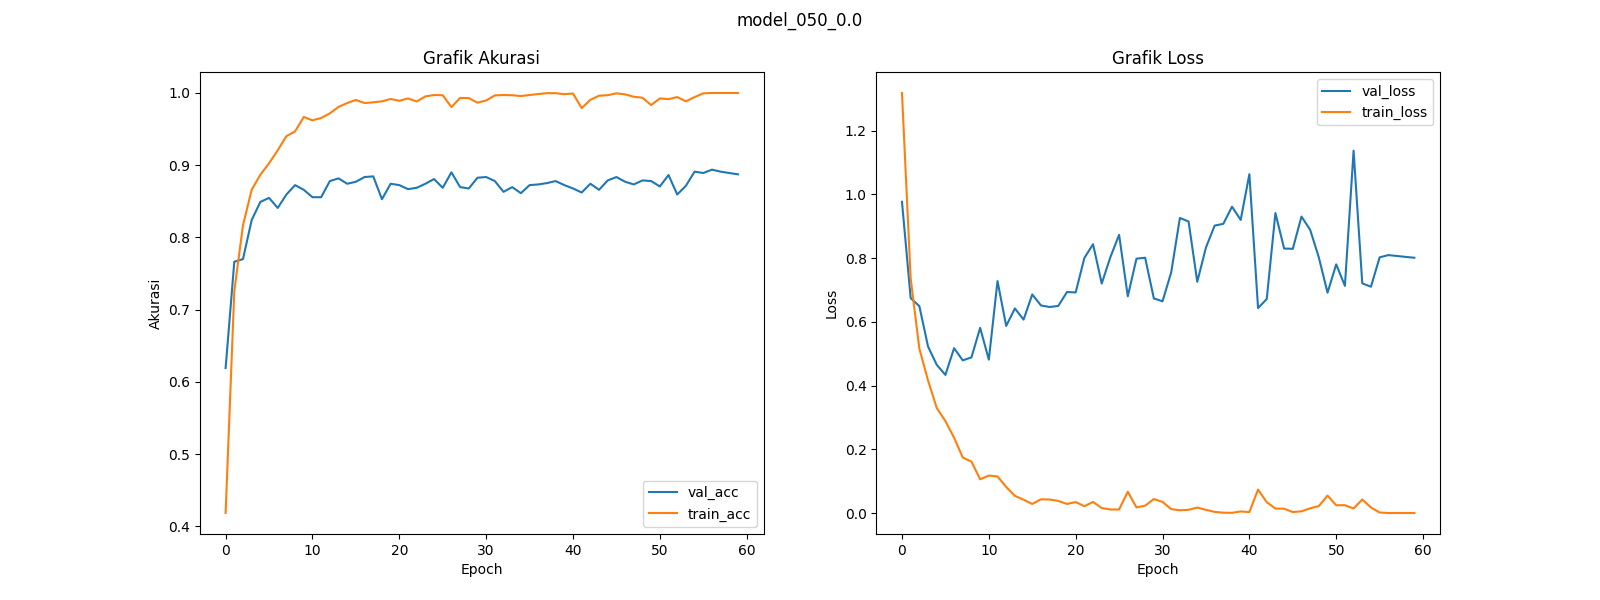 model_050_0.0
Grafik Akurasi
Akurasi
1.0
0.9
0.8
0.7
0.6
0.5
0.4
0 10 20 30 40 50 60
Epoch
val_acc
train_acc
Grafik Loss
Loss
1.2
1.0
0.8
0.6
0.4
0.2
0.0
0 10 20 30 40 50 60
Epoch
val_loss
train_loss